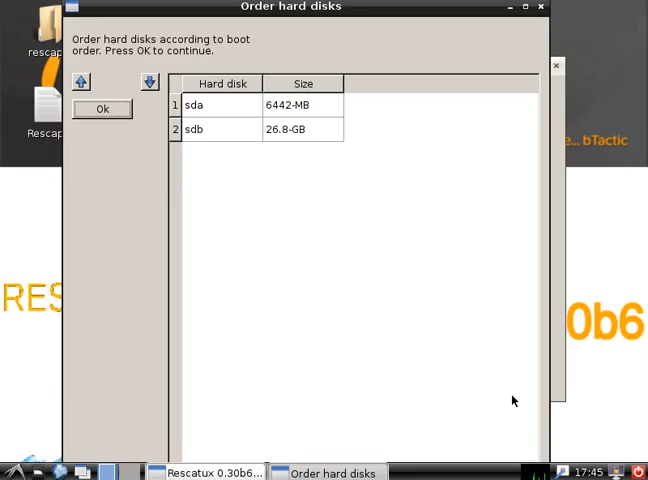 Order hard disks
rescap
Order hard disks according to boot
order. Press OK to continue.
Hard disk Size
Ok
1 sda 6442-MB
2 sdb 26.8-GB
Rescap
e... bTactic
RES
0b6
Rescatux 0.30b6...
Order hard disks
17:45